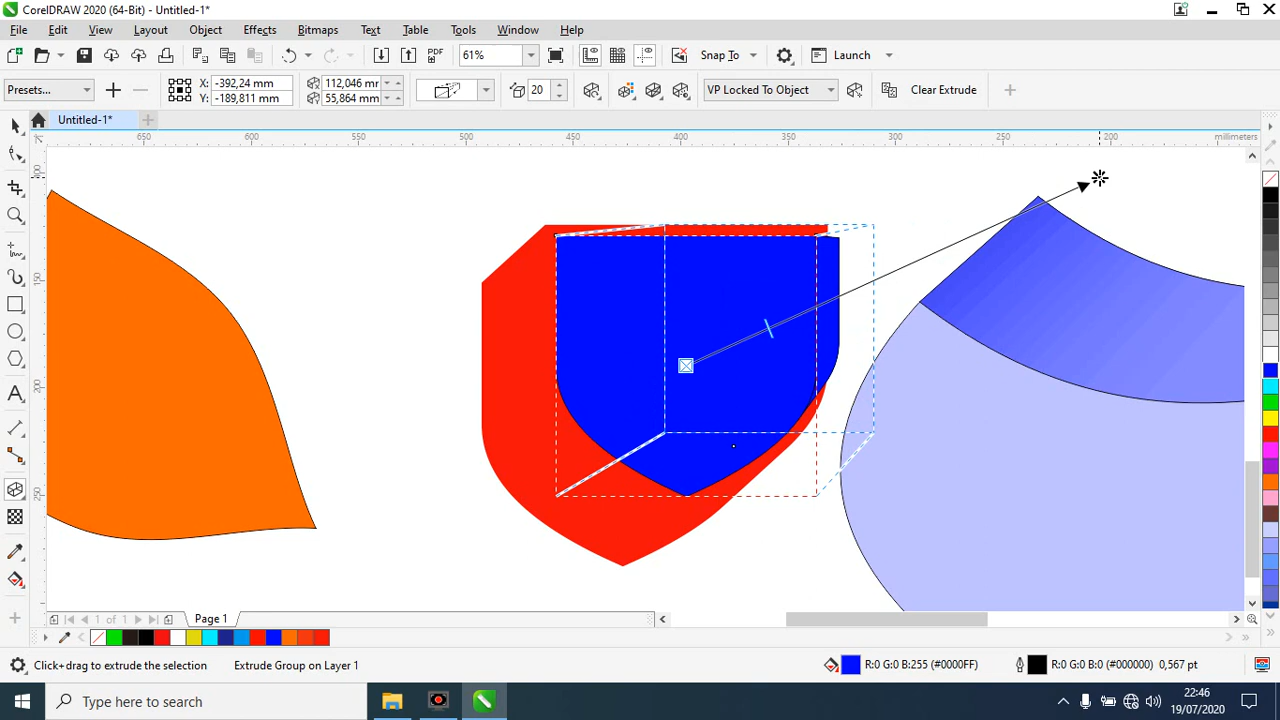 CorelDRAW 2020 (64-Bit) - Untitled-1*
File Edit View Layout Object Effects Bitmaps Text Table Tools Window Help
PDF 61% Snap To Launch
Presets... X: -392,24 mm 112,046 mm 20 VP Locked To Object Clear Extrude
Y: -189,811 mm 55,864 mm
Untitled-1*
650 600 550 500 450 400 350 300 250 200 millimeters
150
200
250
1 of 1 Page 1
Click+drag to extrude the selection Extrude Group on Layer 1 R:0 G:0 B:255 (#0000FF) R:0 G:0 B:0 (#000000) 0,567 pt
Type here to search
22:46
19/07/2020